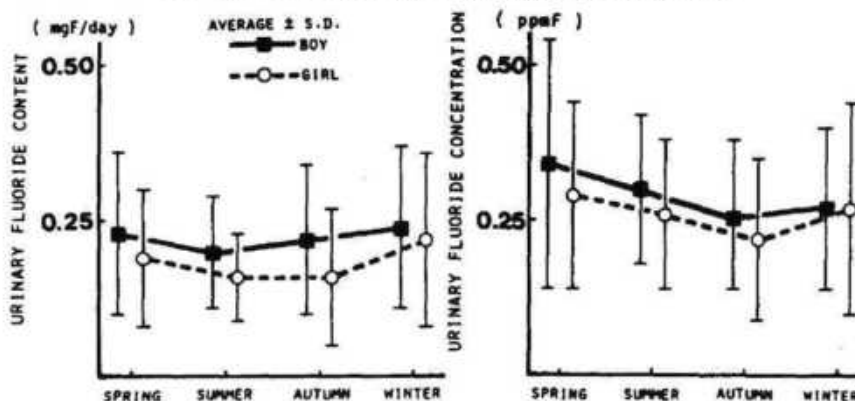 ( mgF/day )
AVERAGE ± S.D.
BOY
GIRL
0.50
0.25
URINARY FLUORIDE CONTENT
SPRING SUMMER AUTUMN WINTER
( ppmF )
0.50
0.25
URINARY FLUORIDE CONCENTRATION
SPRING SUMMER AUTUMN WINTER